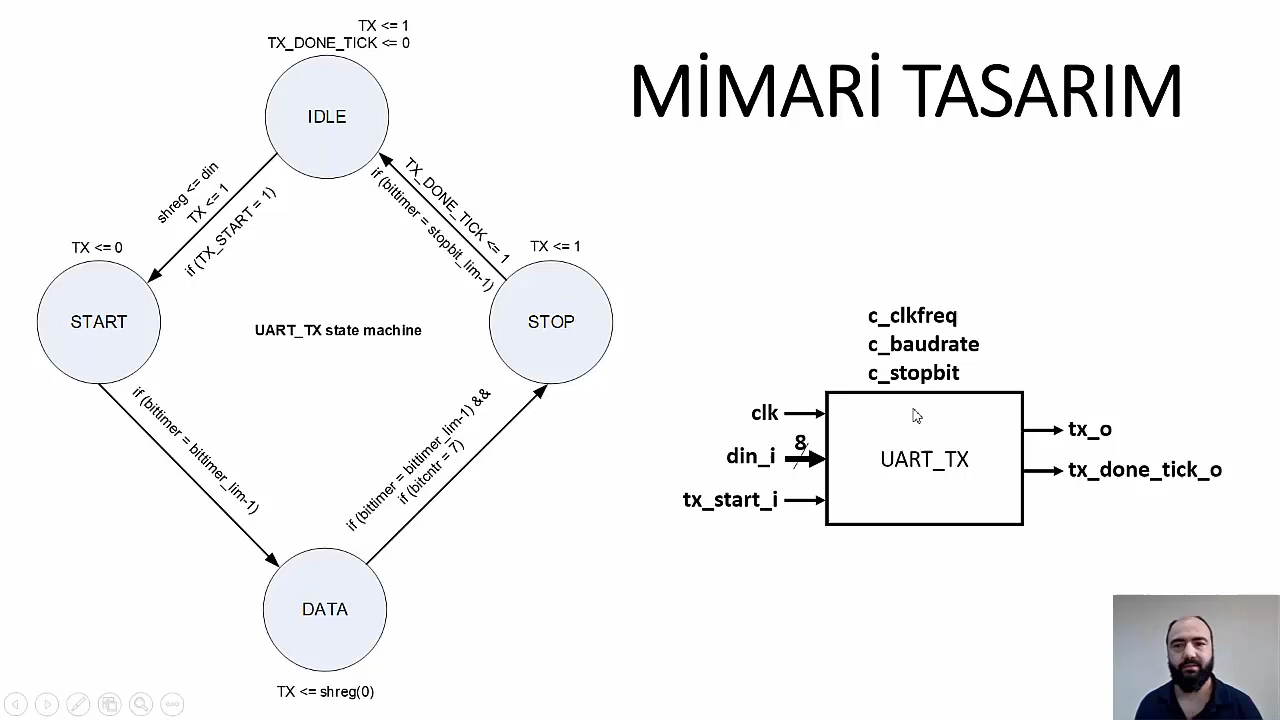 MİMARİ TASARIM
TX <= 1
TX_DONE_TICK <= 0
IDLE
shreg <= din
TX <= 1
if (TX_START = 1)
TX_DONE_TICK <= 1
if (bittimer = stopbit_lim-1)
TX <= 0
START
TX <= 1
STOP
UART_TX state machine
if (bittimer = bittimer_lim-1)
if (bittimer = bittimer_lim-1) &&
if (bitcntr = 7)
DATA
TX <= shreg(0)
c_clkfreq
c_baudrate
c_stopbit
clk
din_i
8
tx_start_i
UART_TX
tx_o
tx_done_tick_o